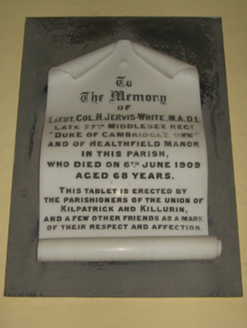 To
The Memory
OF
LIEUT. COL. H. JERVIS-WHITE, M.A.D.L.
LATE 77TH MIDDLESEX REGT
"DUKE OF CAMBRIDGES OWN"
AND OF HEALTHFIELD MANOR
IN THIS PARISH,
WHO DIED ON 6TH JUNE 1909
AGED 68 YEARS.
THIS TABLET IS ERECTED BY
THE PARISHIONERS OF THE UNION OF
KILPATRICK AND KILLURIN,
AND A FEW OTHER FRIENDS AS A MARK
OF THEIR RESPECT AND AFFECTION.